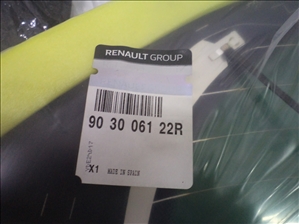 RENAULT GROUP
90 30 061 22R
X1
MADE IN SPAIN